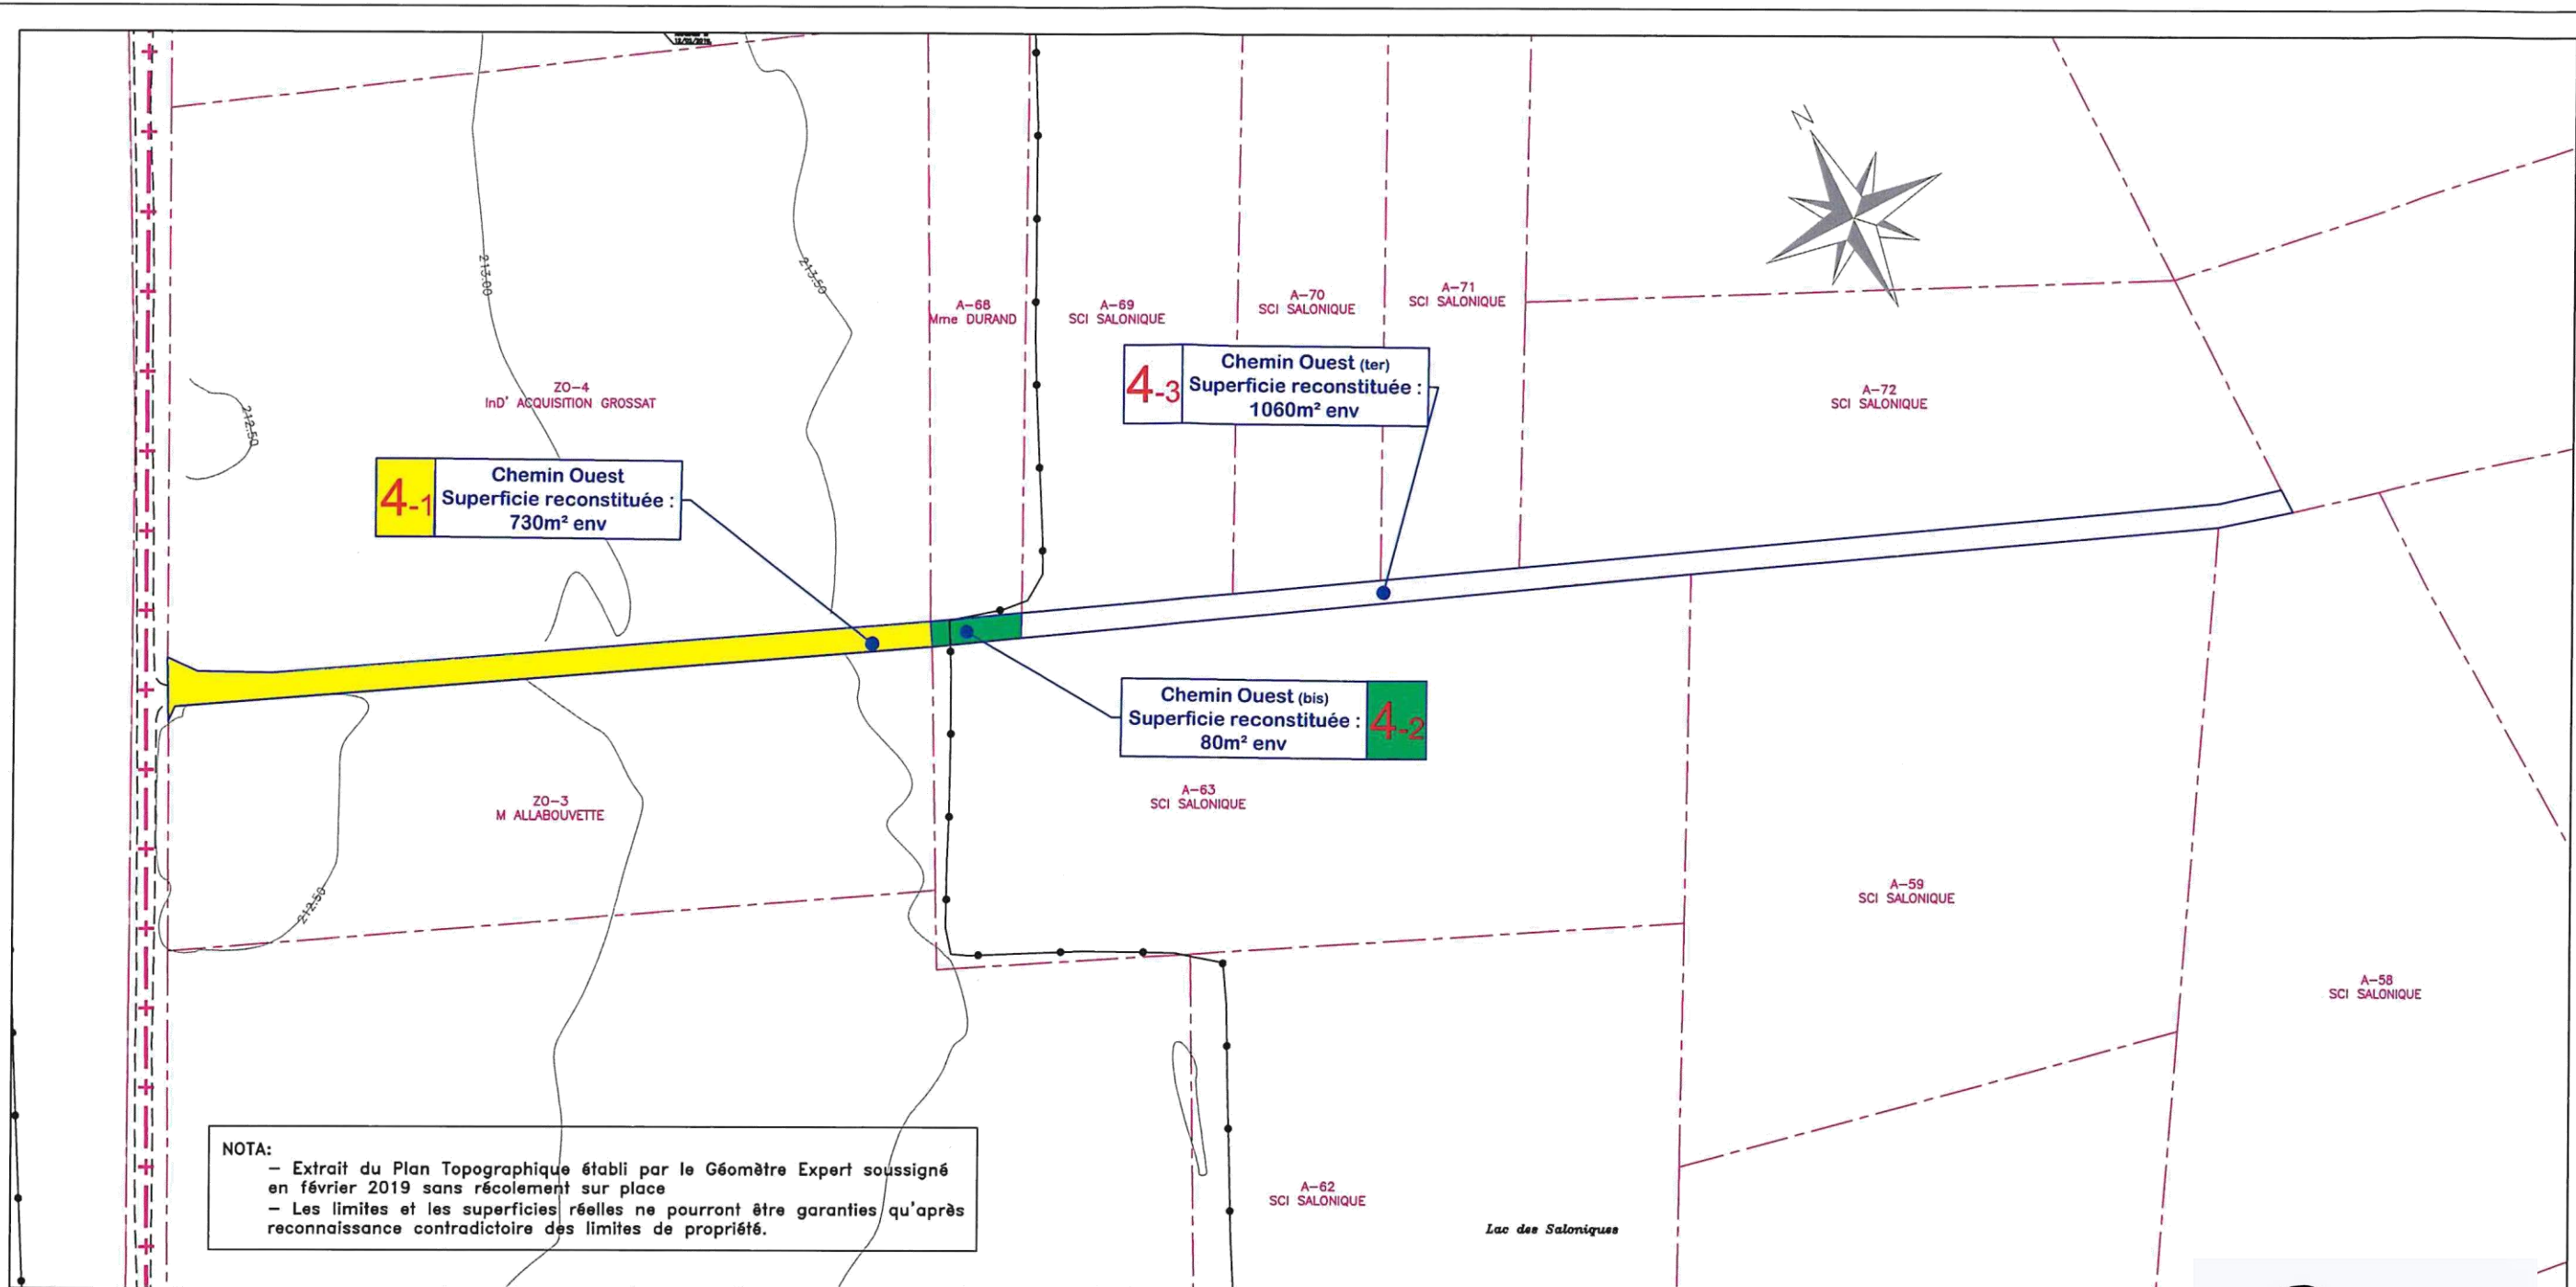 N
213.00
213.50
A-68
Mme DURAND
A-69
SCI SALONIQUE
A-70
SCI SALONIQUE
A-71
SCI SALONIQUE
ZO-4
InD' ACQUISITION GROSSAT
212.50
4-3
Chemin Ouest (ter)
Superficie reconstituée :
1060m² env
A-72
SCI SALONIQUE
4-1
Chemin Ouest
Superficie reconstituée :
730m² env
Chemin Ouest (bis)
Superficie reconstituée :
80m² env
4-2
ZO-3
M ALLABOUVETTE
A-63
SCI SALONIQUE
212.50
A-59
SCI SALONIQUE
A-58
SCI SALONIQUE
NOTA:
— Extrait du Plan Topographique établi par le Géomètre Expert soussigné
en février 2019 sans récolement sur place
— Les limites et les superficies réelles ne pourront être garanties qu'après
reconnaissance contradictoire des limites de propriété.
A-62
SCI SALONIQUE
Lac des Saloniques